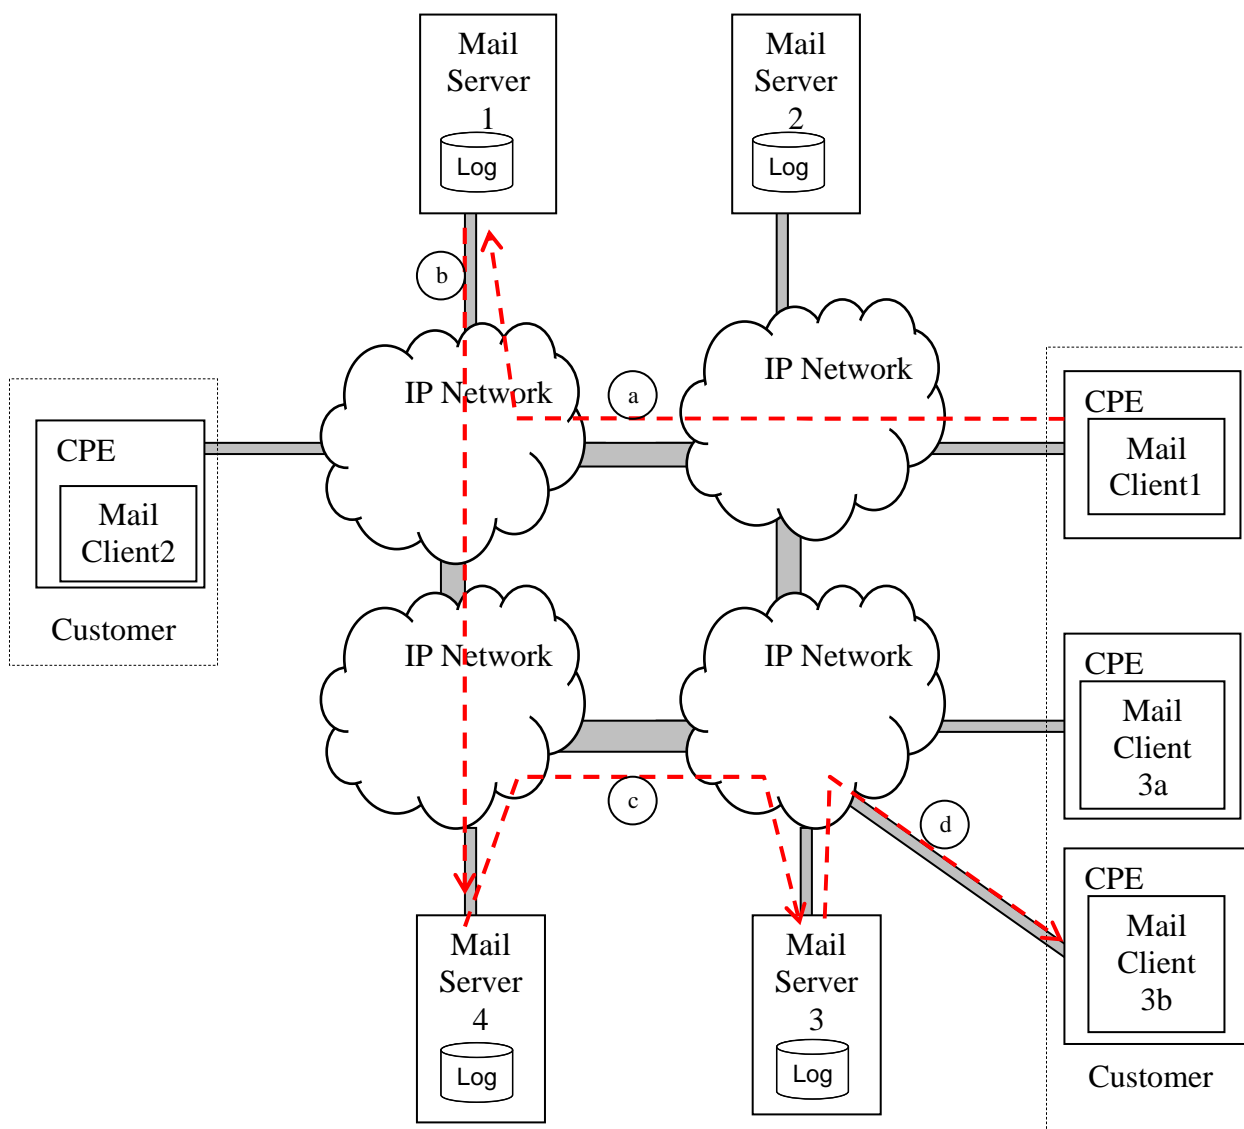 Mail
Server
1
Log
Mail
Server
2
Log
b
IP Network
IP Network
a
CPE
Mail
Client1
CPE
Mail
Client2
Customer
IP Network
IP Network
CPE
Mail
Client
3a
c
d
CPE
Mail
Client
3b
Customer
Mail
Server
4
Log
Mail
Server
3
Log